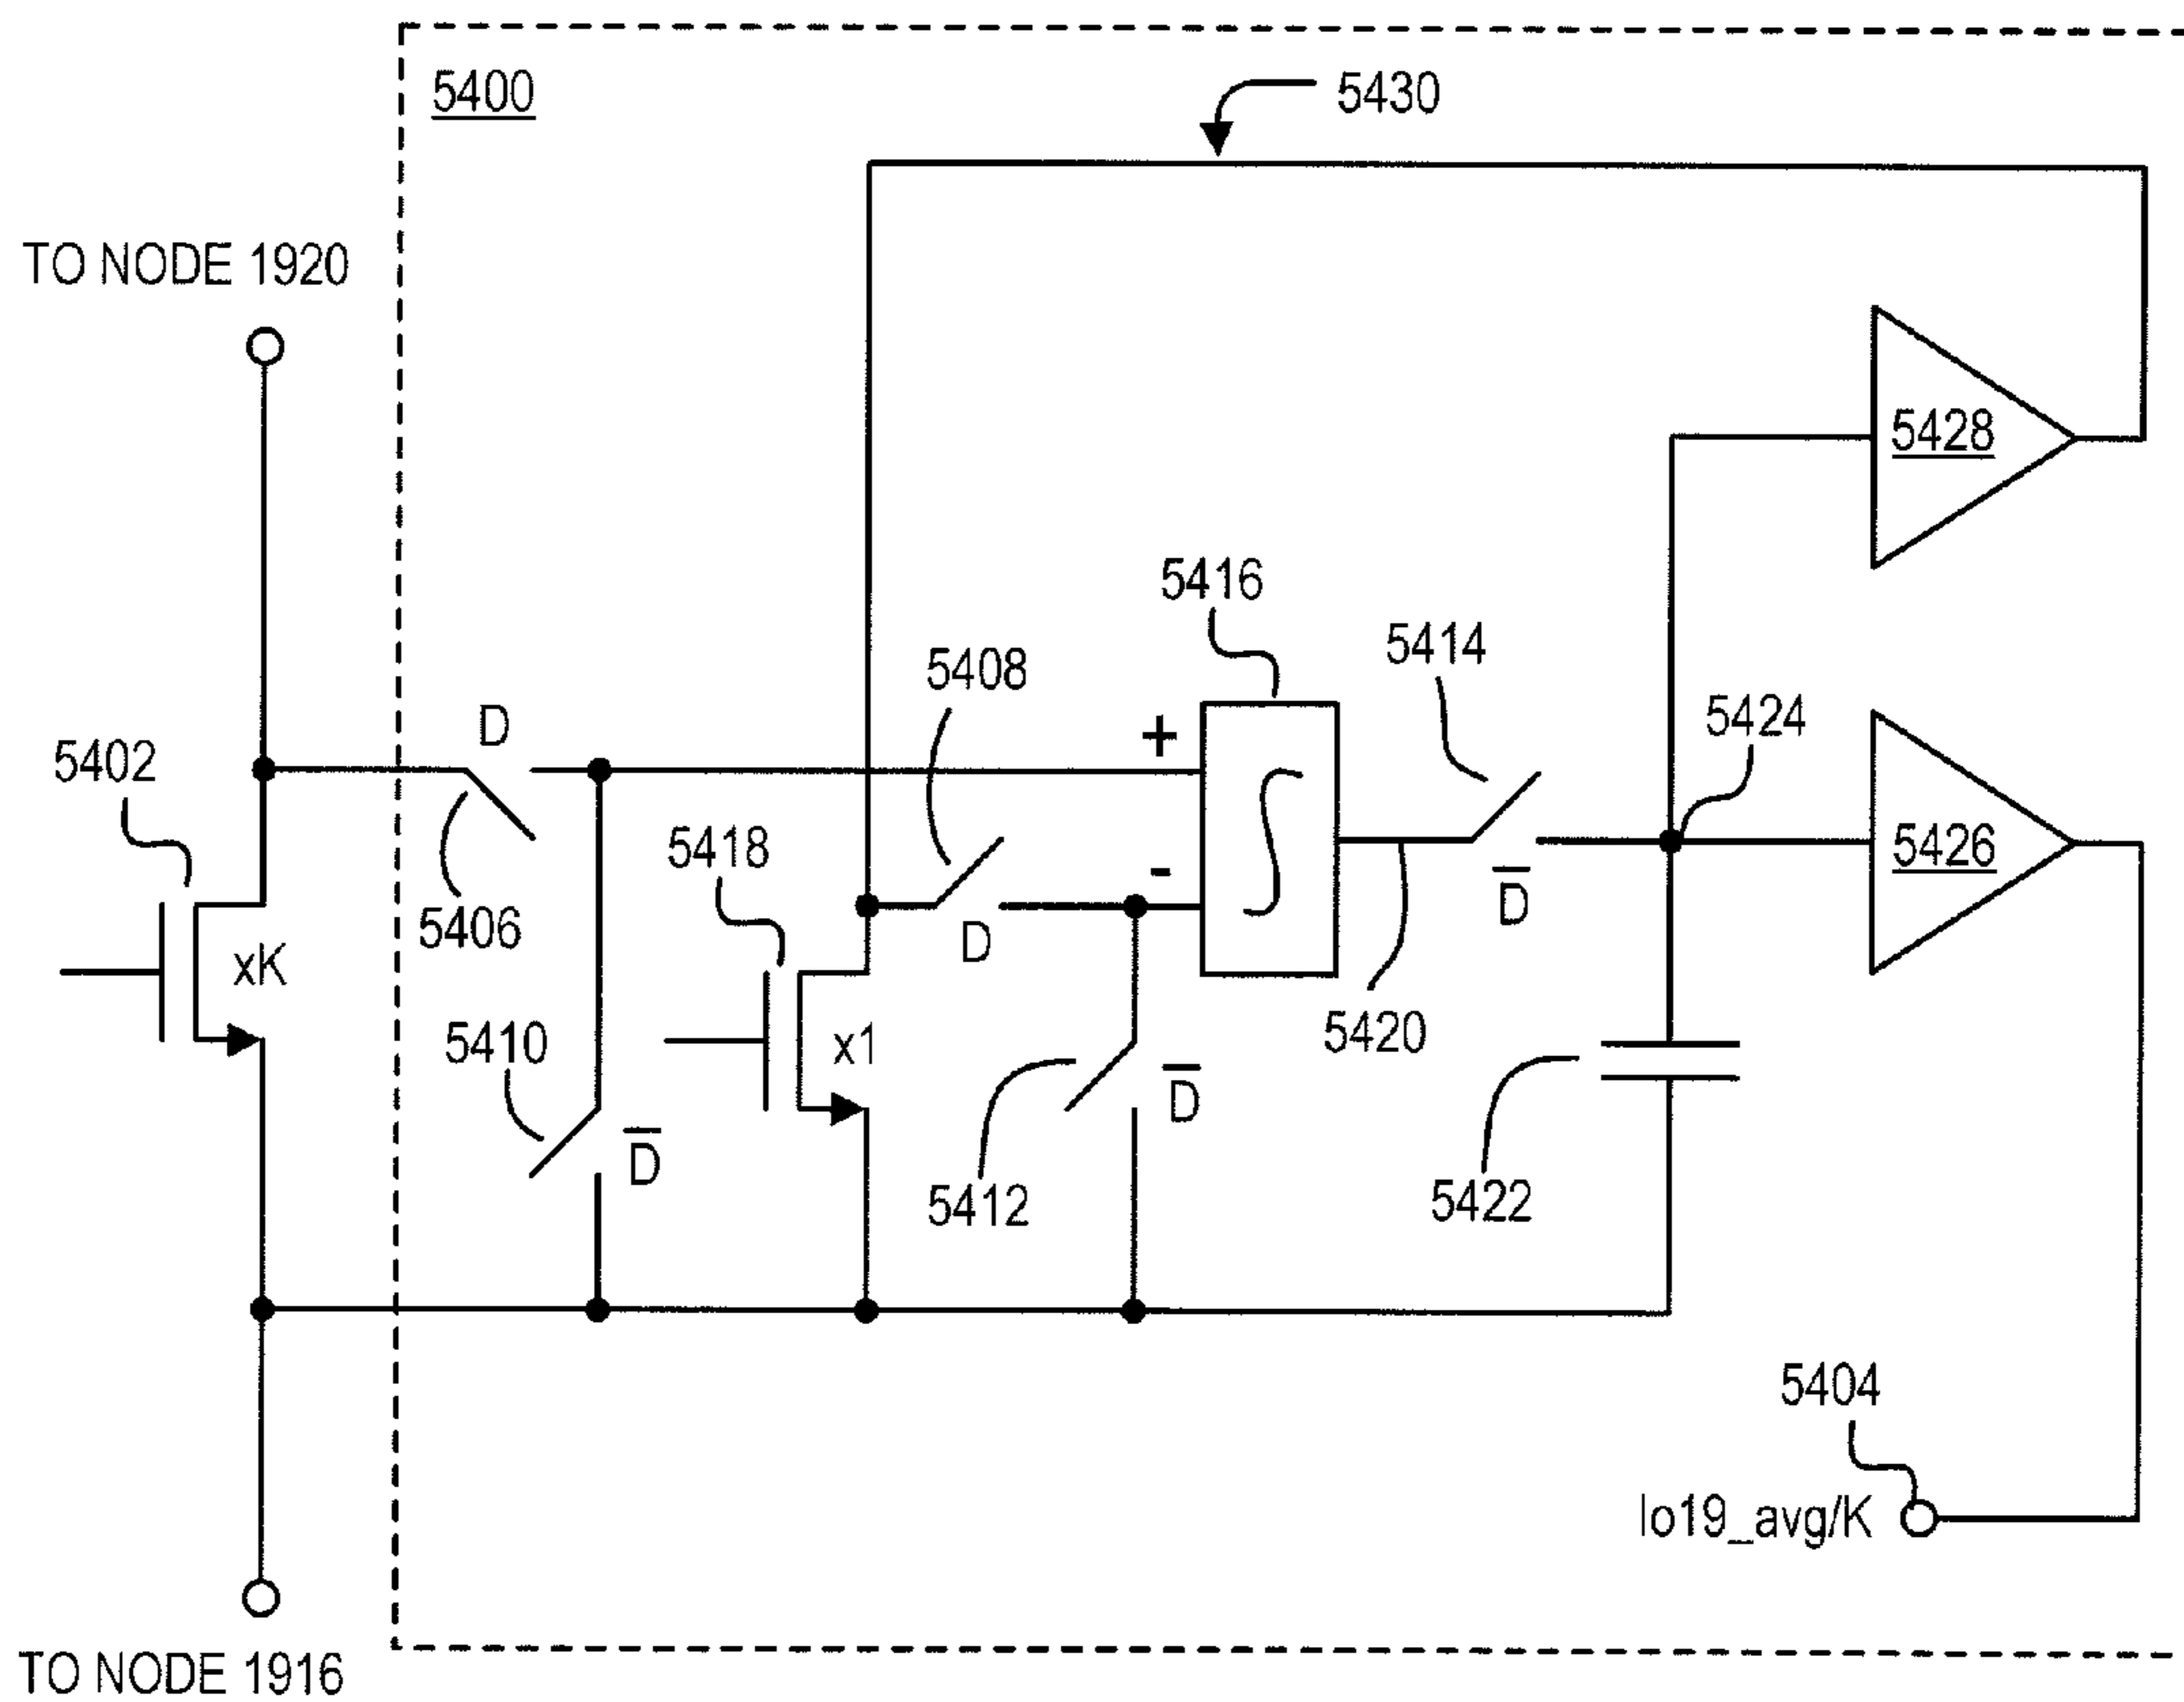 5400
5430
TO NODE 1920
5428
5416
5414
5408
5424
D
5402
+
5418
-
5426
5406
D̅
xK
D
5410
x1
5420
D̅
D̅
5412
5422
5404
Io19_avg/K
TO NODE 1916